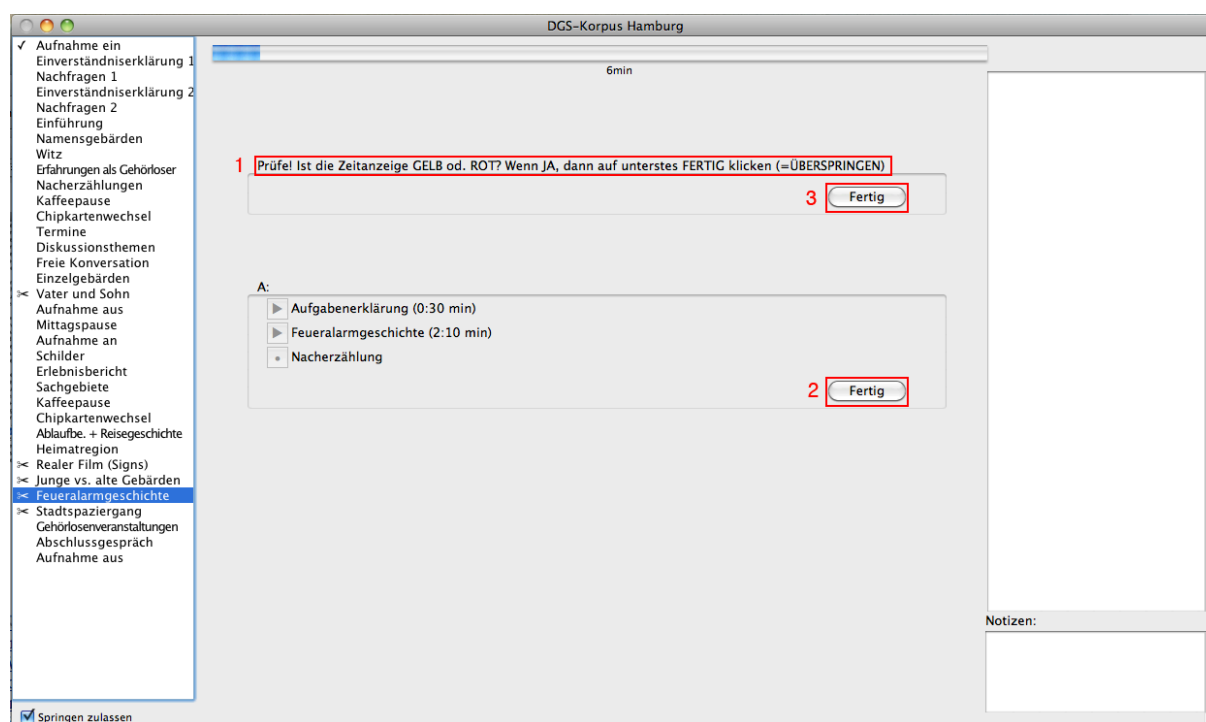 DGS-Korpus Hamburg
✓ Aufnahme ein
Einverständniserklärung 1
Nachfragen 1
Einverständniserklärung 2
Nachfragen 2
Einführung
Namensgebärden
Witz
Erfahrungen als Gehörloser
Nacherzählungen
Kaffeepause
Chipkartenwechsel
Termine
Diskussionsthemen
Freie Konversation
Einzelgebärden
✂ Vater und Sohn
Aufnahme aus
Mittagspause
Aufnahme an
Schilder
Erlebnisbericht
Sachgebiete
Kaffeepause
Chipkartenwechsel
Ablaufbe. + Reisegeschichte
Heimatregion
✂ Realer Film (Signs)
✂ Junge vs. alte Gebärden
✂ Feueralarmgeschichte
✂ Stadtspaziergang
Gehörlosenveranstaltungen
Abschlussgespräch
Aufnahme aus
Springen zulassen
6min
1 Prüfe! Ist die Zeitanzeige GELB od. ROT? Wenn JA, dann auf unterstes FERTIG klicken (=ÜBERSPRINGEN)
3 Fertig
A:
Aufgabenerklärung (0:30 min)
Feueralarmgeschichte (2:10 min)
Nacherzählung
2 Fertig
Notizen: